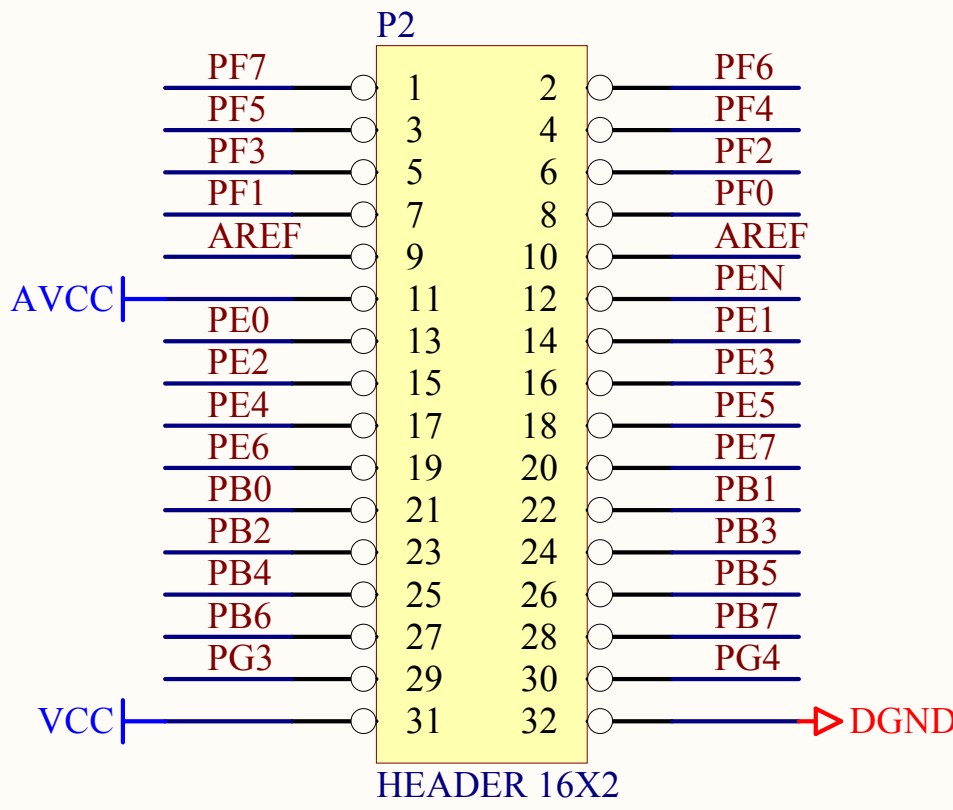 P2
PF7 1 2 PF6
PF5 3 4 PF4
PF3 5 6 PF2
PF1 7 8 PF0
AREF 9 10 AREF
AVCC 11 12 PEN
PE0 13 14 PE1
PE2 15 16 PE3
PE4 17 18 PE5
PE6 19 20 PE7
PB0 21 22 PB1
PB2 23 24 PB3
PB4 25 26 PB5
PB6 27 28 PB7
PG3 29 30 PG4
VCC 31 32 DGND
HEADER 16X2